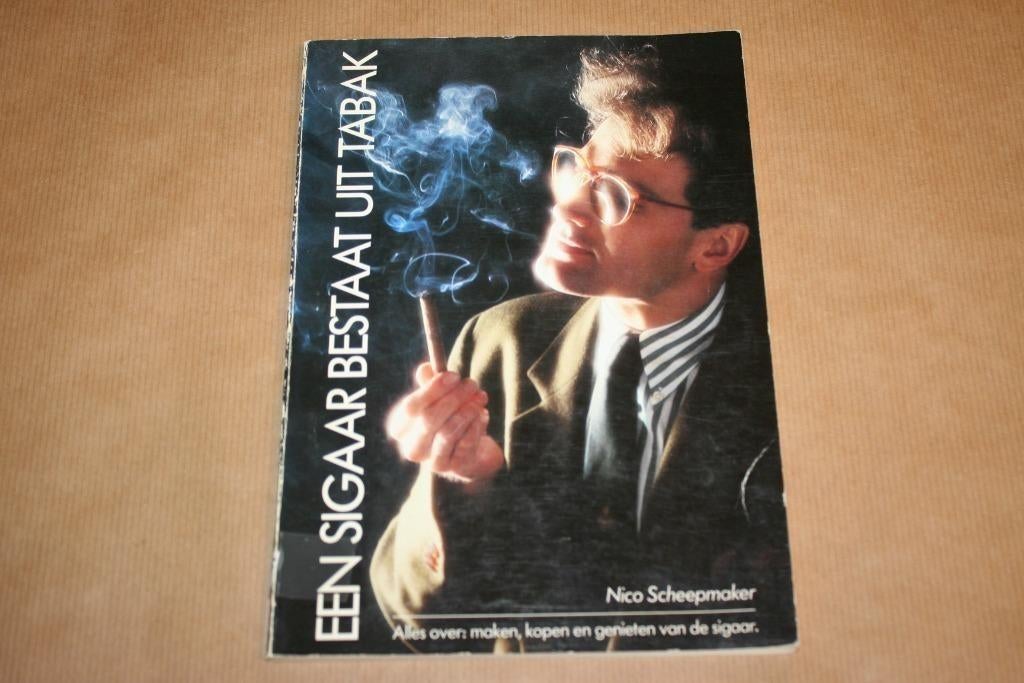 EEN SIGAAR BESTAAT UIT TABAK
Nico Scheepmaker
Alles over: maken, kopen en genieten van de sigaar.